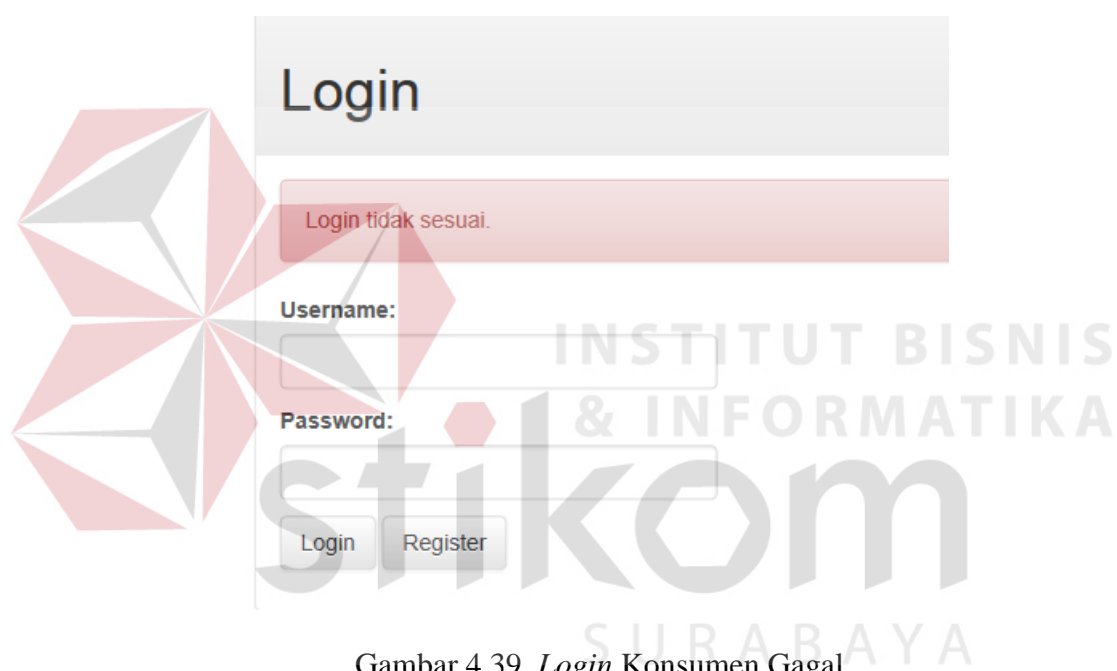 Login
Login tidak sesuai.
Username:
INSTITUT BISNIS
Password:
& INFORMATIKA
stikom
Login Register
SURABAYA
Gambar 4.39 Login Konsumen Gagal